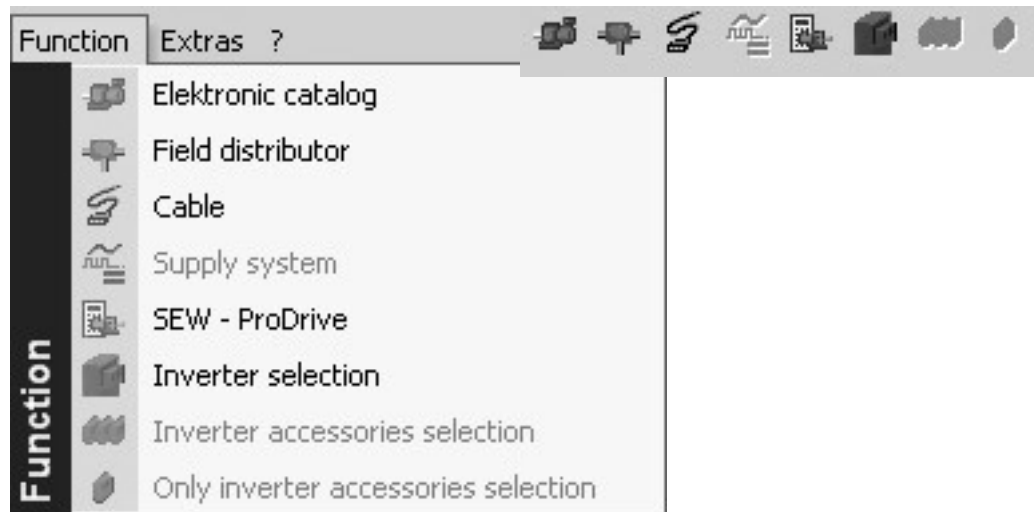 Function Extras ?
Elektronic catalog
Field distributor
Cable
Supply system
SEW - ProDrive
Inverter selection
Inverter accessories selection
Only inverter accessories selection
Function